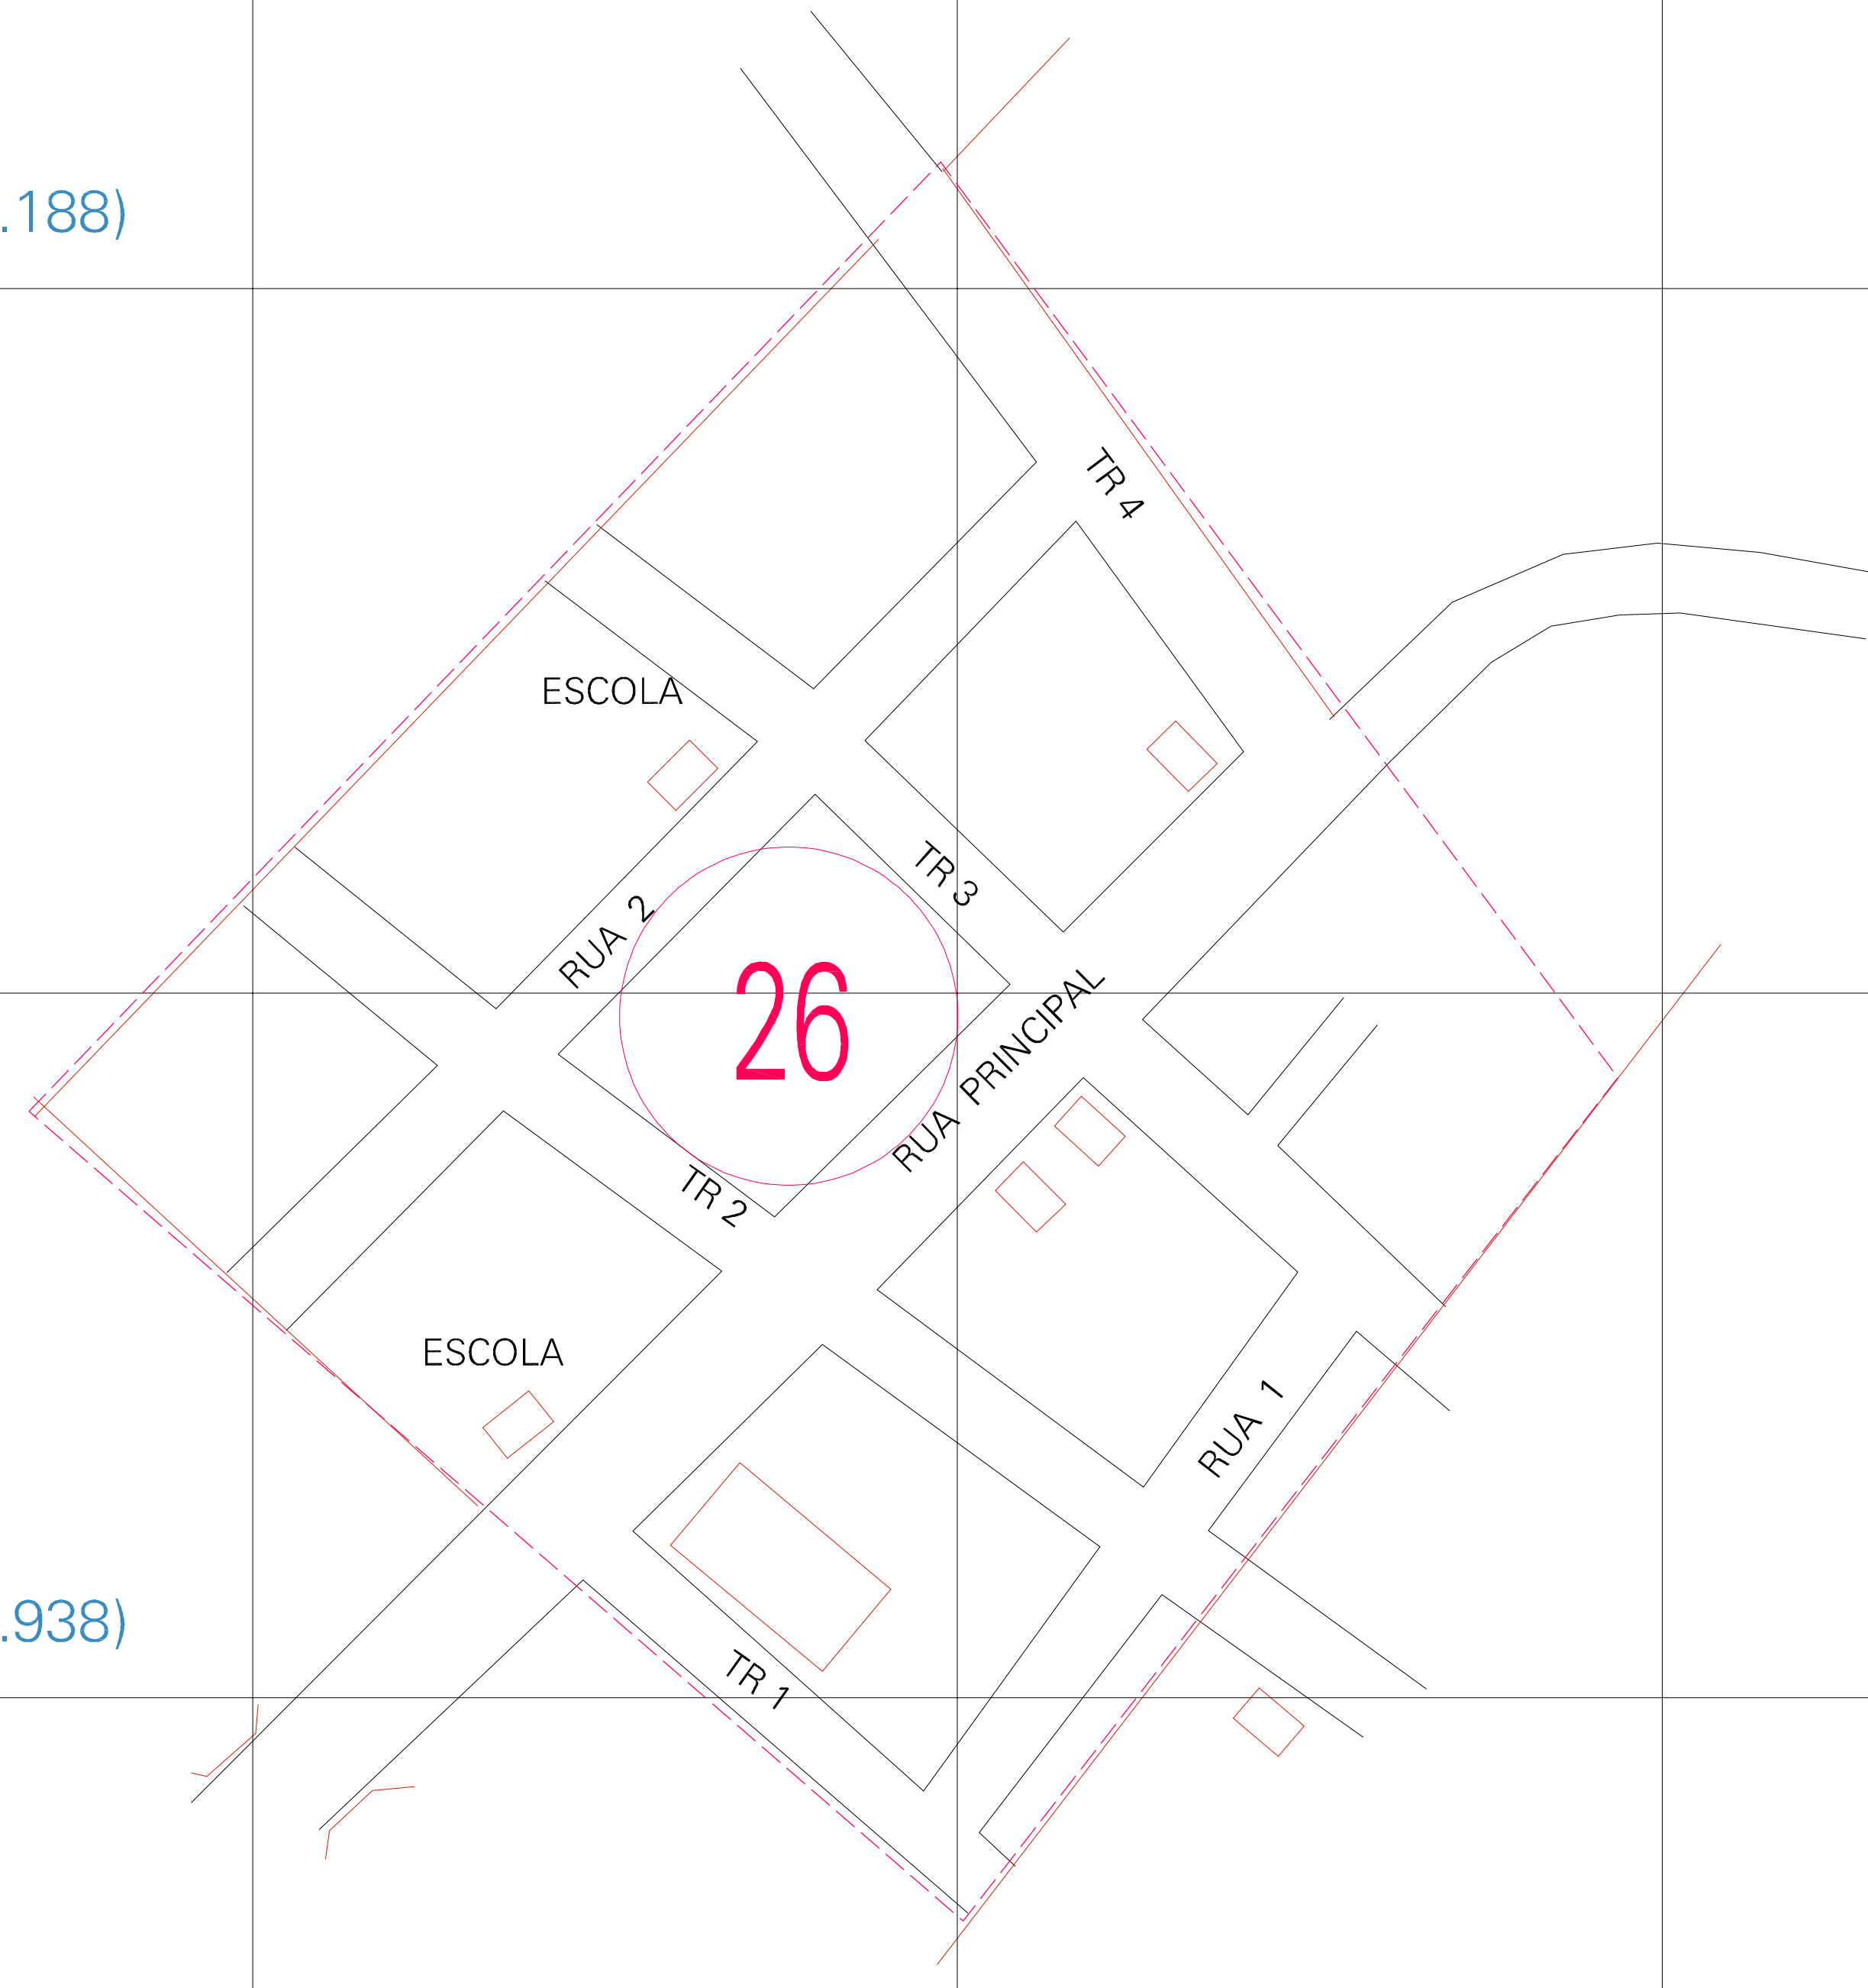 .188)
TR 4
ESCOLA
TR 3
RUA 2
26
RUA PRINCIPAL
TR 2
ESCOLA
RUA 1
.938)
TR 1